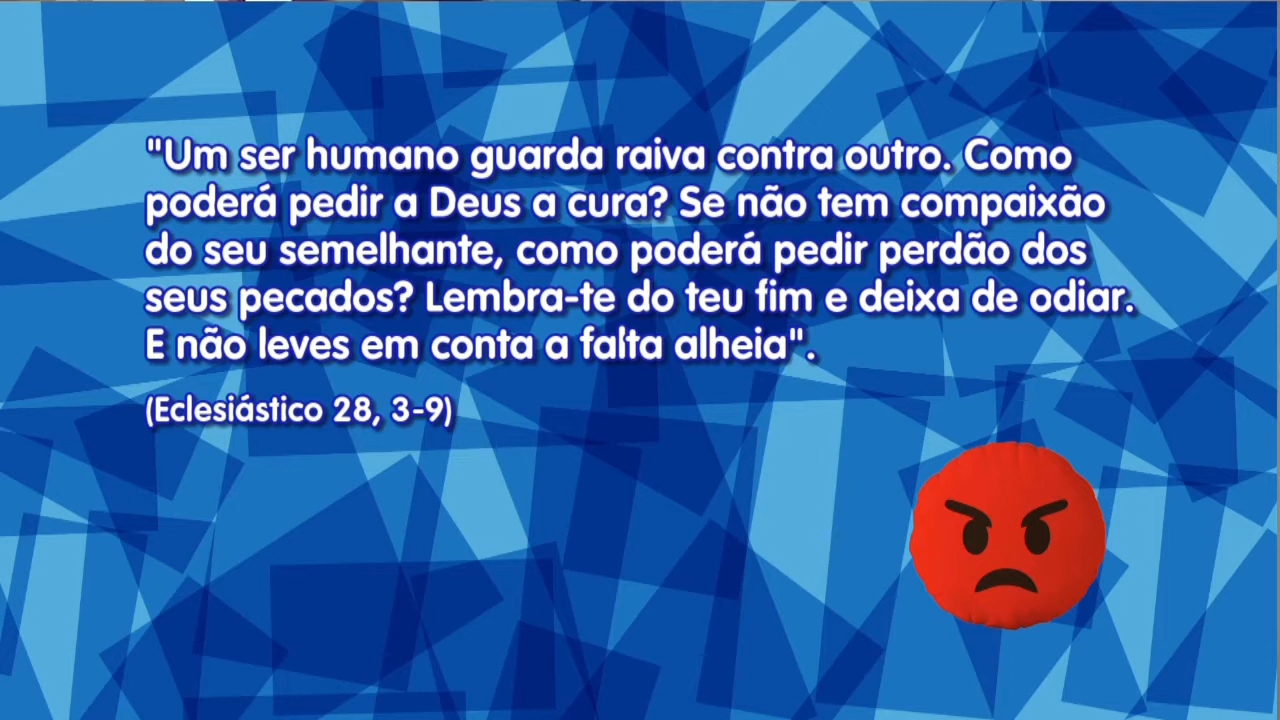 "Um ser humano guarda raiva contra outro. Como
poderá pedir a Deus a cura? Se não tem compaixão
do seu semelhante, como poderá pedir perdão dos
seus pecados? Lembra-te do teu fim e deixa de odiar.
E não leves em conta a falta alheia".
(Eclesiástico 28, 3-9)